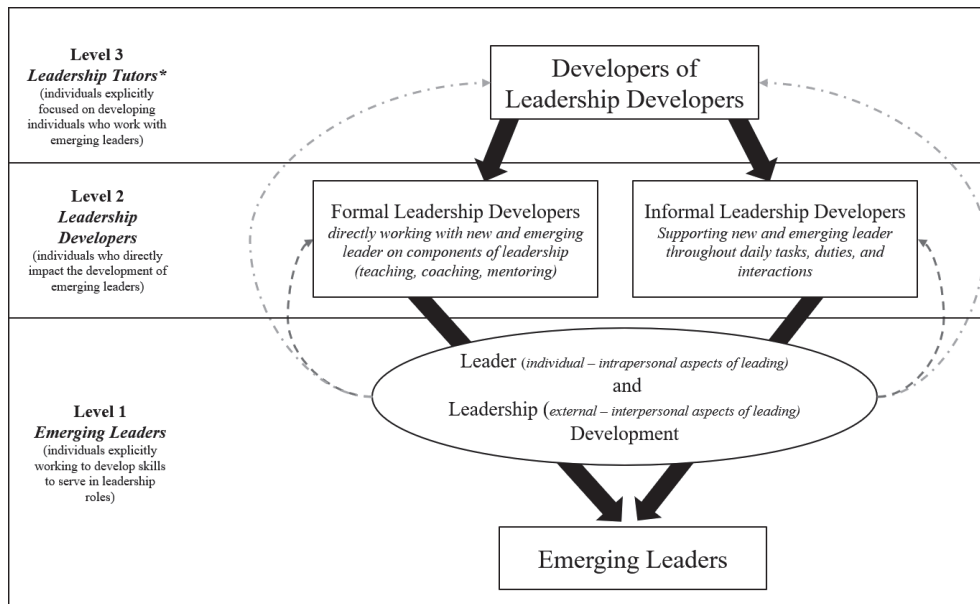 Level 3
Leadership Tutors*
(individuals explicitly
focused on developing
individuals who work with
emerging leaders)
Developers of
Leadership Developers
Level 2
Leadership
Developers
(individuals who directly
impact the development of
emerging leaders)
Formal Leadership Developers
directly working with new and emerging
leader on components of leadership
(teaching, coaching, mentoring)
Informal Leadership Developers
Supporting new and emerging leader
throughout daily tasks, duties, and
interactions
Level 1
Emerging Leaders
(individuals explicitly
working to develop skills
to serve in leadership
roles)
Leader (individual – intrapersonal aspects of leading)
and
Leadership (external – interpersonal aspects of leading)
Development
Emerging Leaders